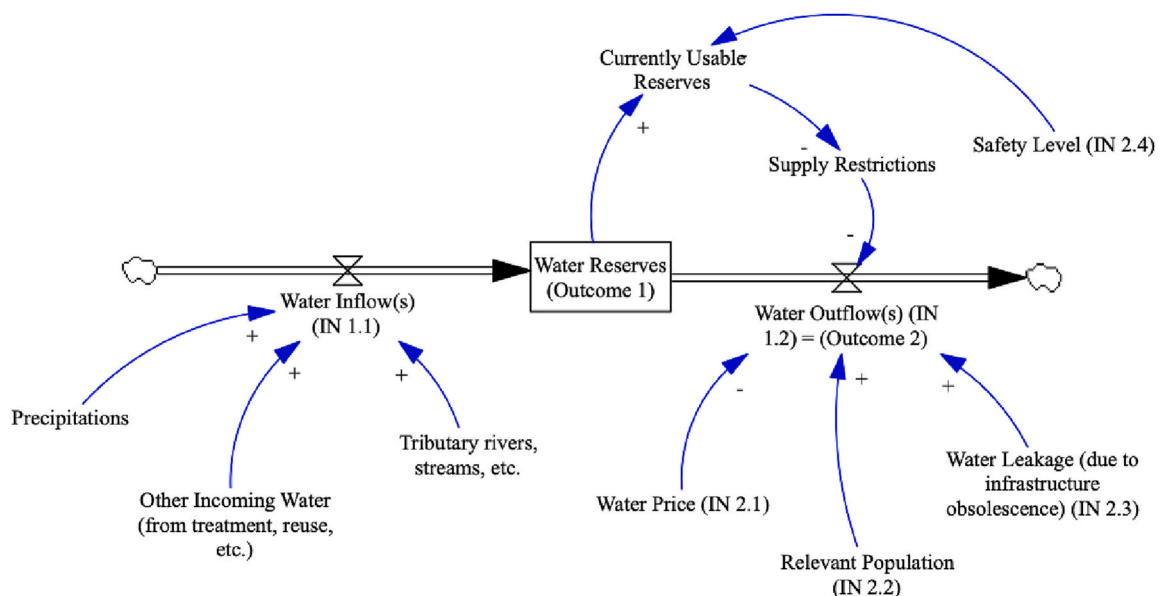 Currently Usable
Reserves
+
-
Safety Level (IN 2.4)
Supply Restrictions
-
Water Reserves
(Outcome 1)
Water Inflow(s)
(IN 1.1)
+
+
+
Precipitations
Other Incoming Water
(from treatment, reuse,
etc.)
Tributary rivers,
streams, etc.
Water Outflow(s) (IN
1.2) = (Outcome 2)
-
+
+
Water Price (IN 2.1)
Relevant Population
(IN 2.2)
Water Leakage (due to
infrastructure
obsolescence) (IN 2.3)